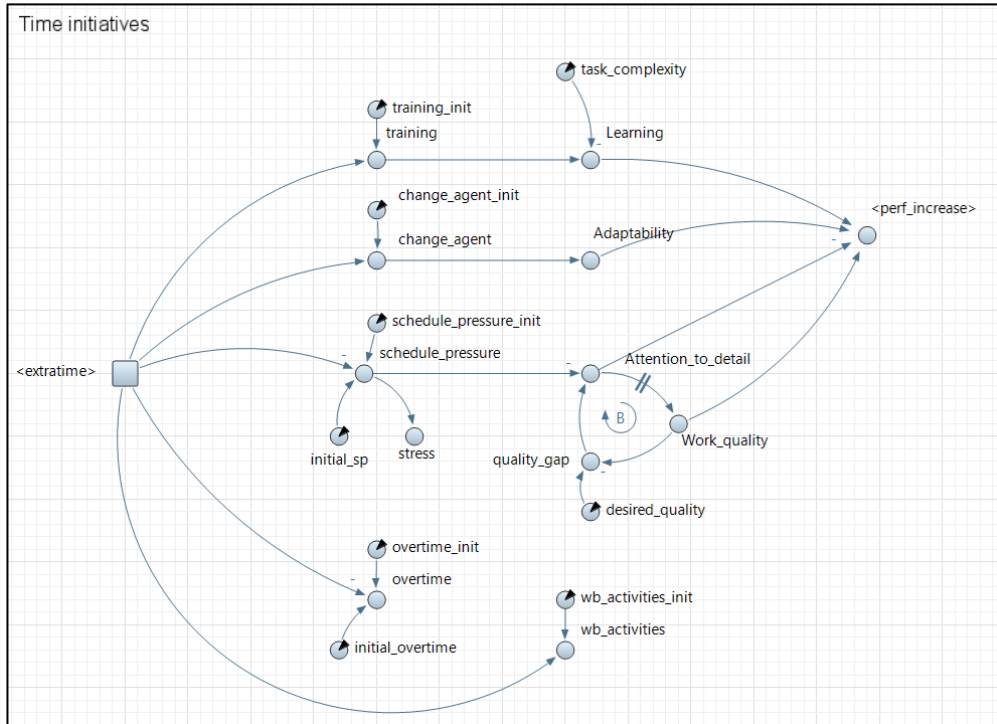 Time initiatives
task_complexity
training_init
training
Learning
-
change_agent_init
<perf_increase>
change_agent
Adaptability
-
schedule_pressure_init
-
schedule_pressure
-
Attention_to_detail
<extratime>
B
initial_sp
stress
quality_gap
Work_quality
-
desired_quality
overtime_init
-
overtime
wb_activities_init
wb_activities
initial_overtime